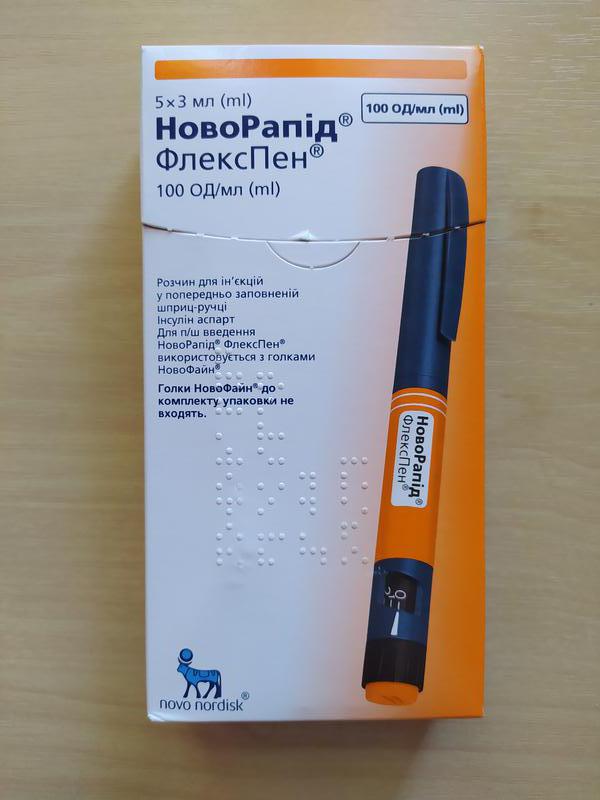 5×3 мл (ml)
НовоРапід®
ФлексПен®
100 ОД/мл (ml)
100 ОД/мл (ml)
Розчин для ін'єкцій
у попередньо заповненій
шприц-ручці
Інсулін аспарт
Для п/ш введення
НовоРапід® ФлексПен®
використовується з голками
НовоФайн®
Голки НовоФайн® до
комплекту упаковки не
входять.
НовоРапід®
ФлексПен®
novo nordisk®